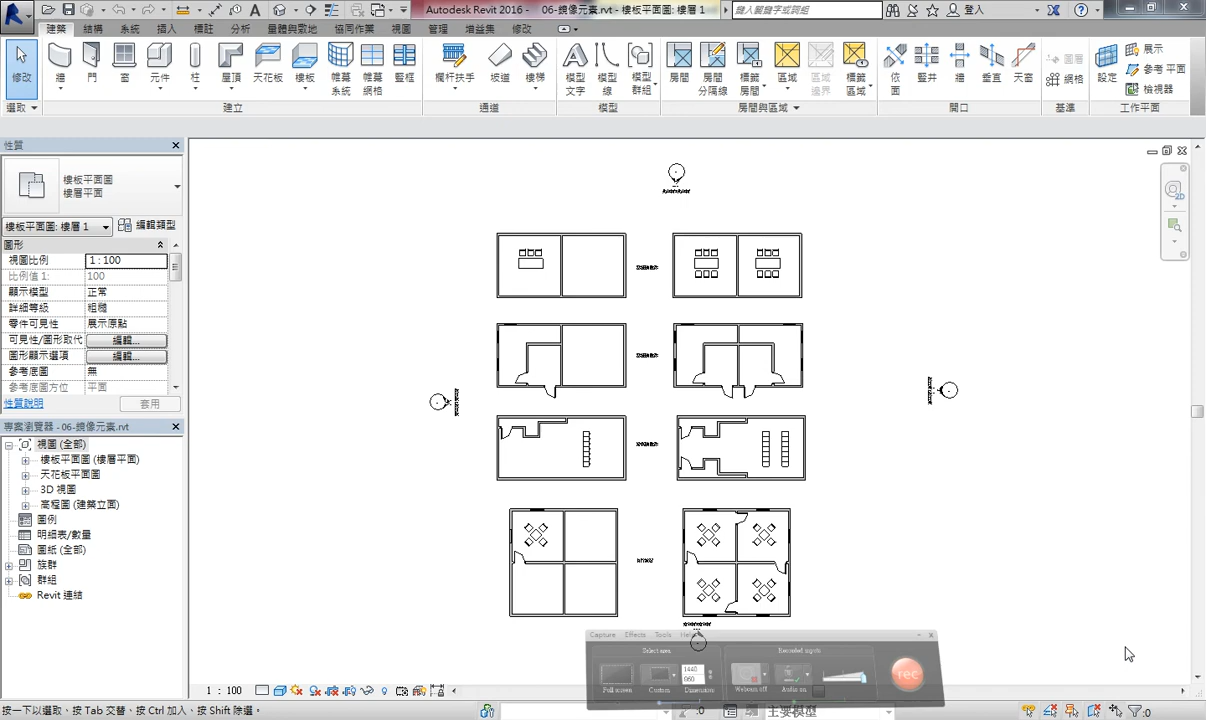 Autodesk Revit 2016 -    06-鏡像元素.rvt - 樓板平面圖: 樓層 1
鍵入關鍵字或詞組
登入
建築 結構 系統 插入 標註 分析 量體與敷地 協同作業 視圖 管理 增益集 修改
修改 牆 門 窗 元件 柱 屋頂 天花板 樓板 帷幕系統 帷幕網格 豎框 欄杆扶手 坡道 樓梯 模型文字 模型線 模型群組 房間 房間分隔線 標籤房間 區域 區域邊界 標籤區域 依面 豎井 牆 垂直 天窗 圖層 網格 設定 展示 參考 平面 檢視器
選取 建立 通道 模型 房間與區域 開口 基準 工作平面
性質
樓板平面圖
樓層平面
樓板平面圖: 樓層 1 編輯類型
圖形
視圖比例 1 : 100
比例值 1: 100
顯示模型 正常
詳細等級 粗糙
零件可見性 展示原點
可見性/圖形取代 編輯...
圖形顯示選項 編輯...
參考底圖 無
參考底圖方位 平面
性質說明 套用
專案瀏覽器 - 06-鏡像元素.rvt
視圖 (全部)
樓板平面圖 (樓層平面)
天花板平面圖
3D 視圖
高程圖 (建築立面)
圖例
明細表/數量
圖紙 (全部)
族群
群組
Revit 連結
2D
Capture Effects Tools Help
Select area Recorded inputs
1440
960
Full screen Custom Dimensions Webcam off Audio on
rec
1 : 100
按一下以選取、按 Tab 交替、按 Ctrl 加入、按 Shift 刪除。
:0 主要模型 :0